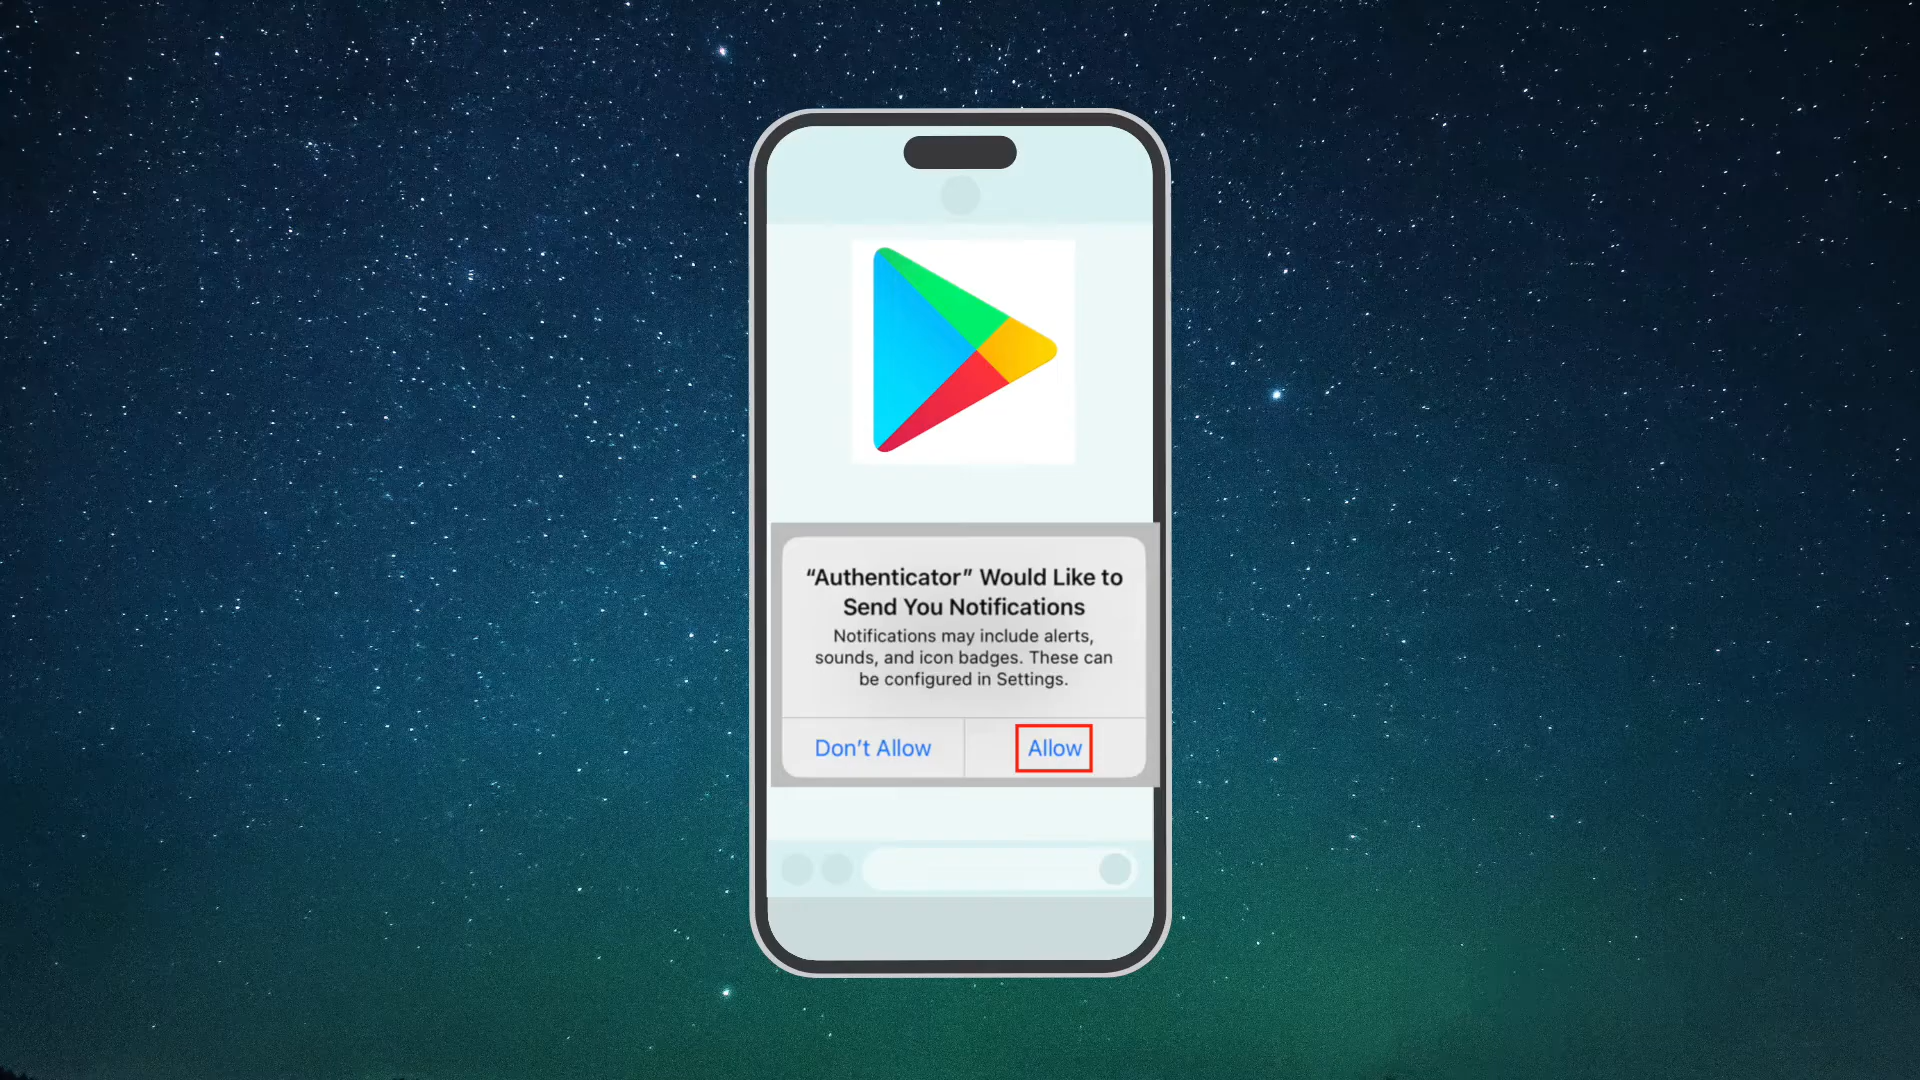 “Authenticator” Would Like to
Send You Notifications
Notifications may include alerts,
sounds, and icon badges. These can
be configured in Settings.
Don’t Allow
Allow